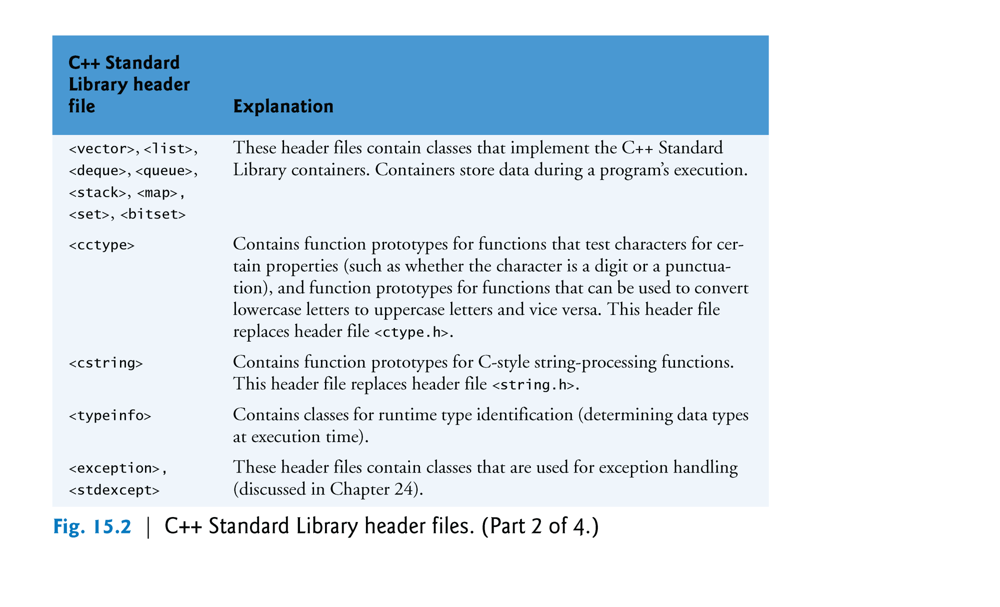 C++ Standard
Library header
file
Explanation
<vector>, <list>,
<deque>, <queue>,
<stack>, <map>,
<set>, <bitset>
These header files contain classes that implement the C++ Standard
Library containers. Containers store data during a program’s execution.
<cctype>
Contains function prototypes for functions that test characters for cer-
tain properties (such as whether the character is a digit or a punctua-
tion), and function prototypes for functions that can be used to convert
lowercase letters to uppercase letters and vice versa. This header file
replaces header file <ctype.h>.
<cstring>
Contains function prototypes for C-style string-processing functions.
This header file replaces header file <string.h>.
<typeinfo>
Contains classes for runtime type identification (determining data types
at execution time).
<exception>,
<stdexcept>
These header files contain classes that are used for exception handling
(discussed in Chapter 24).
Fig. 15.2 | C++ Standard Library header files. (Part 2 of 4.)